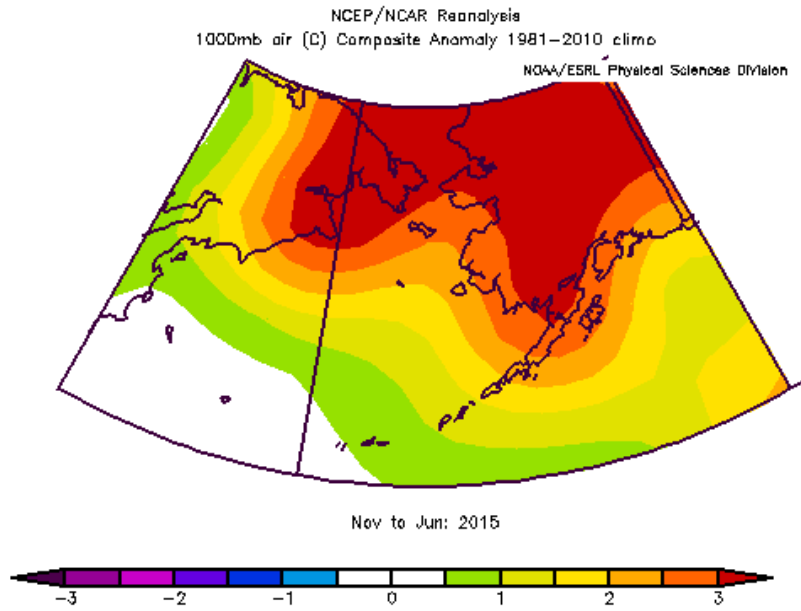 NCEP/NCAR Reanalysis
1000mb air (C) Composite Anomaly 1981-2010 climo
NOAA/ESRL Physical Sciences Division
Nov to Jun: 2015
-3 -2 -1 0 1 2 3